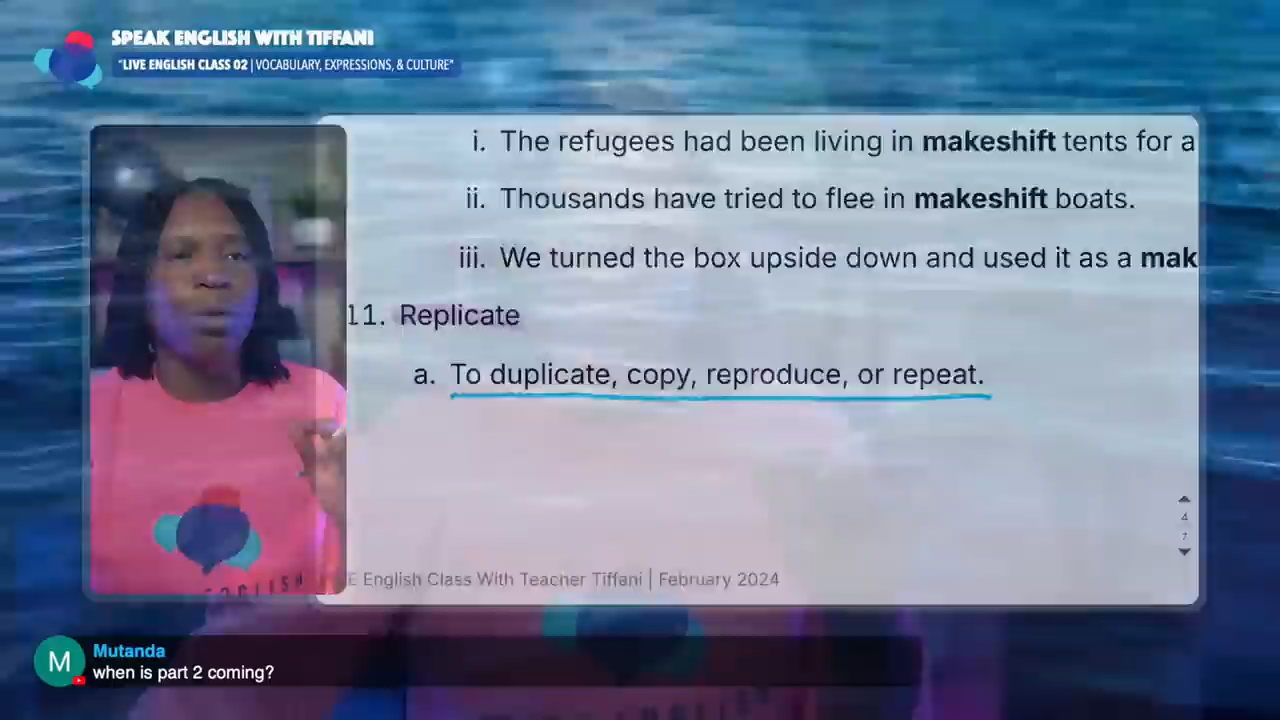 SPEAK ENGLISH WITH TIFFANI
"LIVE ENGLISH CLASS 02 | VOCABULARY, EXPRESSIONS, & CULTURE"
i. The refugees had been living in makeshift tents for a
ii. Thousands have tried to flee in makeshift boats.
iii. We turned the box upside down and used it as a mak
11. Replicate
a. To duplicate, copy, reproduce, or repeat.
4
7
E English Class With Teacher Tiffani | February 2024
M
Mutanda
when is part 2 coming?